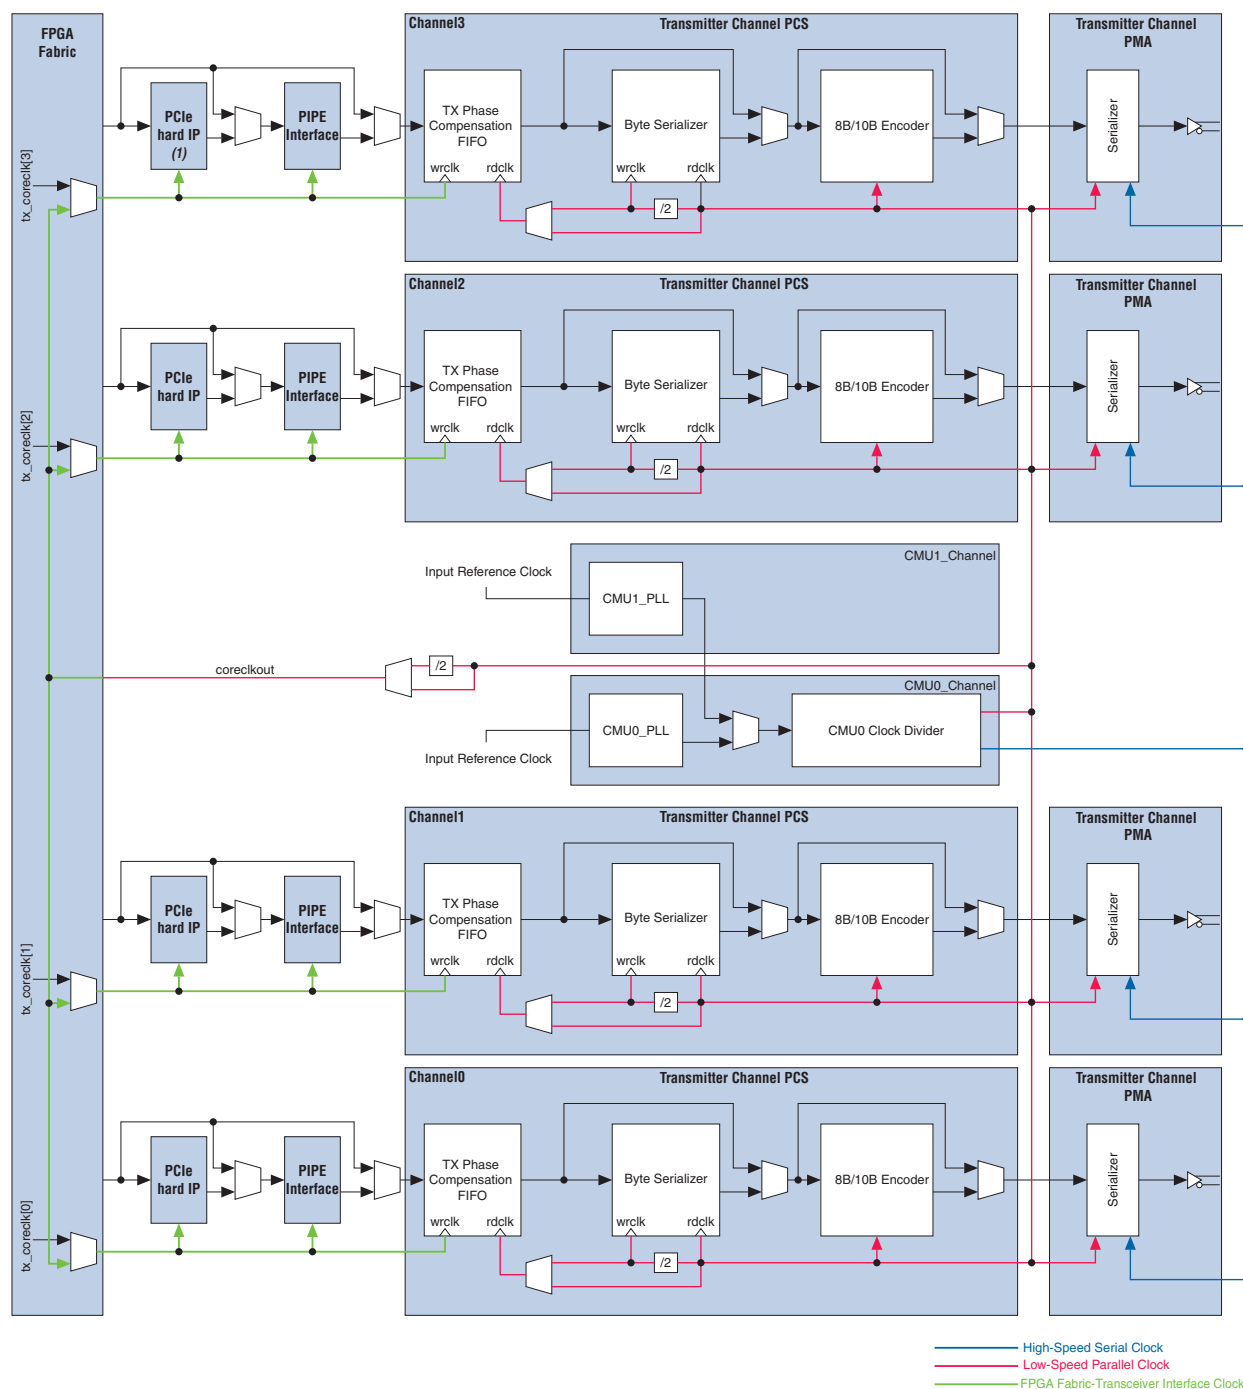 FPGA
Fabric
Channel3
Transmitter Channel PCS
Transmitter Channel
PMA
PCIe
hard IP
(1)
PIPE
Interface
TX Phase
Compensation
FIFO
wrclk
rdclk
Byte Serializer
wrclk
rdclk
8B/10B Encoder
Serializer
/2
tx_coreclk[3]
Channel2
Transmitter Channel PCS
Transmitter Channel
PMA
PCIe
hard IP
PIPE
Interface
TX Phase
Compensation
FIFO
wrclk
rdclk
Byte Serializer
wrclk
rdclk
8B/10B Encoder
Serializer
/2
tx_coreclk[2]
CMU1_Channel
Input Reference Clock
CMU1_PLL
coreclkout
/2
CMU0_Channel
CMU0_PLL
CMU0 Clock Divider
Input Reference Clock
Channel1
Transmitter Channel PCS
Transmitter Channel
PMA
PCIe
hard IP
PIPE
Interface
TX Phase
Compensation
FIFO
wrclk
rdclk
Byte Serializer
wrclk
rdclk
8B/10B Encoder
Serializer
/2
tx_coreclk[1]
Channel0
Transmitter Channel PCS
Transmitter Channel
PMA
PCIe
hard IP
PIPE
Interface
TX Phase
Compensation
FIFO
wrclk
rdclk
Byte Serializer
wrclk
rdclk
8B/10B Encoder
Serializer
/2
tx_coreclk[0]
High-Speed Serial Clock
Low-Speed Parallel Clock
FPGA Fabric-Transceiver Interface Clock